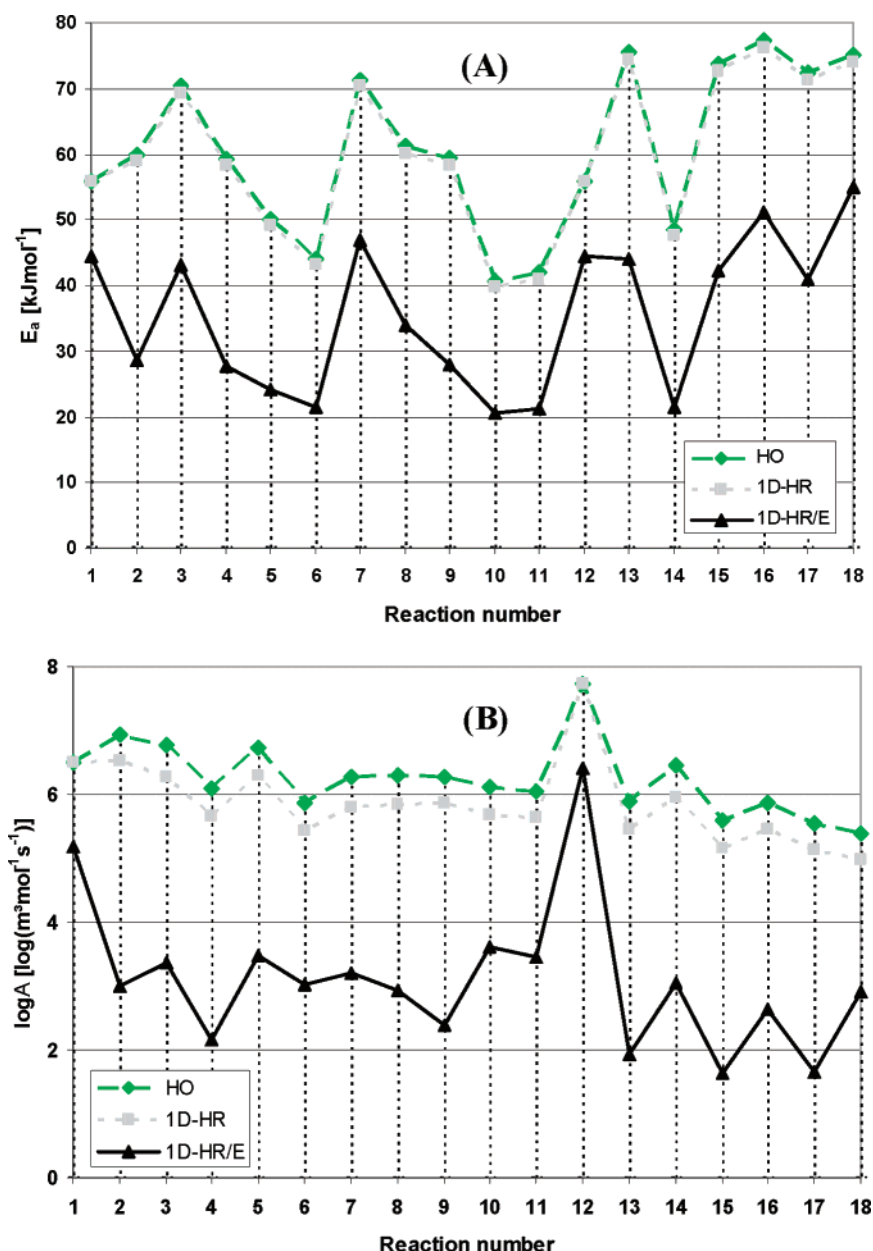 80
(A)
70
60
50
40
30
20
10
0
Eₐ [kJmol⁻¹]
HO
1D-HR
1D-HR/E
1 2 3 4 5 6 7 8 9 10 11 12 13 14 15 16 17 18
Reaction number
8
(B)
6
4
2
0
logA [log(m³mol⁻¹s⁻¹)]
HO
1D-HR
1D-HR/E
1 2 3 4 5 6 7 8 9 10 11 12 13 14 15 16 17 18
Reaction number